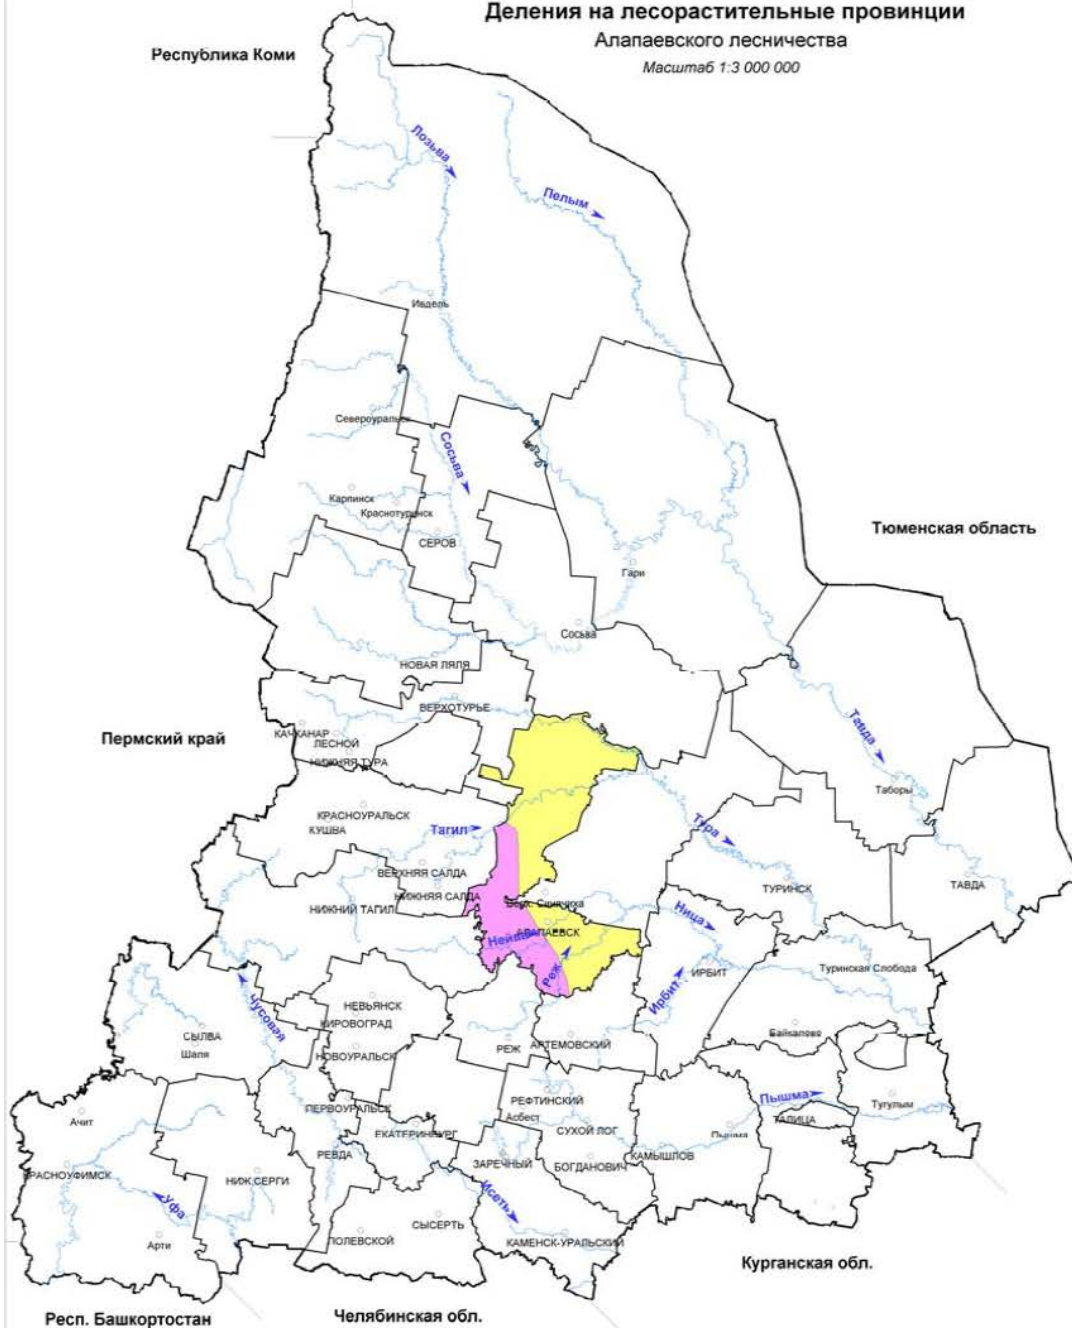 Деления на лесорастительные провинции
Алапаевского лесничества
Масштаб 1:3 000 000
Республика Коми
Лозьва
Пелым
Ивдель
Североуральск
Сосьва
Карпинск
Краснотурьинск
СЕРОВ
Тюменская область
Гари
Сосьва
НОВАЯ ЛЯЛЯ
ВЕРХОТУРЬЕ
Пермский край
КАЧКАНАР
ЛЕСНОЙ
НИЖНЯЯ ТУРА
Тавда
Таборы
КРАСНОУРАЛЬСК
КУШВА
Тагил
Тура
ВЕРХНЯЯ САЛДА
НИЖНЯЯ САЛДА
ТУРИНСК
ТАВДА
НИЖНИЙ ТАГИЛ
Верх. Синячиха
Ница
АЛАПАЕВСК
Нейва
Реж
ИРБИТ
Туринская Слобода
Ирбит
Чусовая
НЕВЬЯНСК
КИРОВОГРАД
Байкалово
СЫЛВА
Шаля
НОВОУРАЛЬСК
РЕЖ
АРТЕМОВСКИЙ
Пышма
Тугулым
РЕФТИНСКИЙ
Асбест
ПЕРВОУРАЛЬСК
Ачит
ТАЛИЦА
ЕКАТЕРИНБУРГ
СУХОЙ ЛОГ
Пышма
РЕВДА
ЗАРЕЧНЫЙ
БОГДАНОВИЧ
КАМЫШЛОВ
КРАСНОУФИМСК
НИЖ.СЕРГИ
Уфа
Исеть
СЫСЕРТЬ
Арти
ПОЛЕВСКОЙ
КАМЕНСК-УРАЛЬСКИЙ
Курганская обл.
Респ. Башкортостан
Челябинская обл.